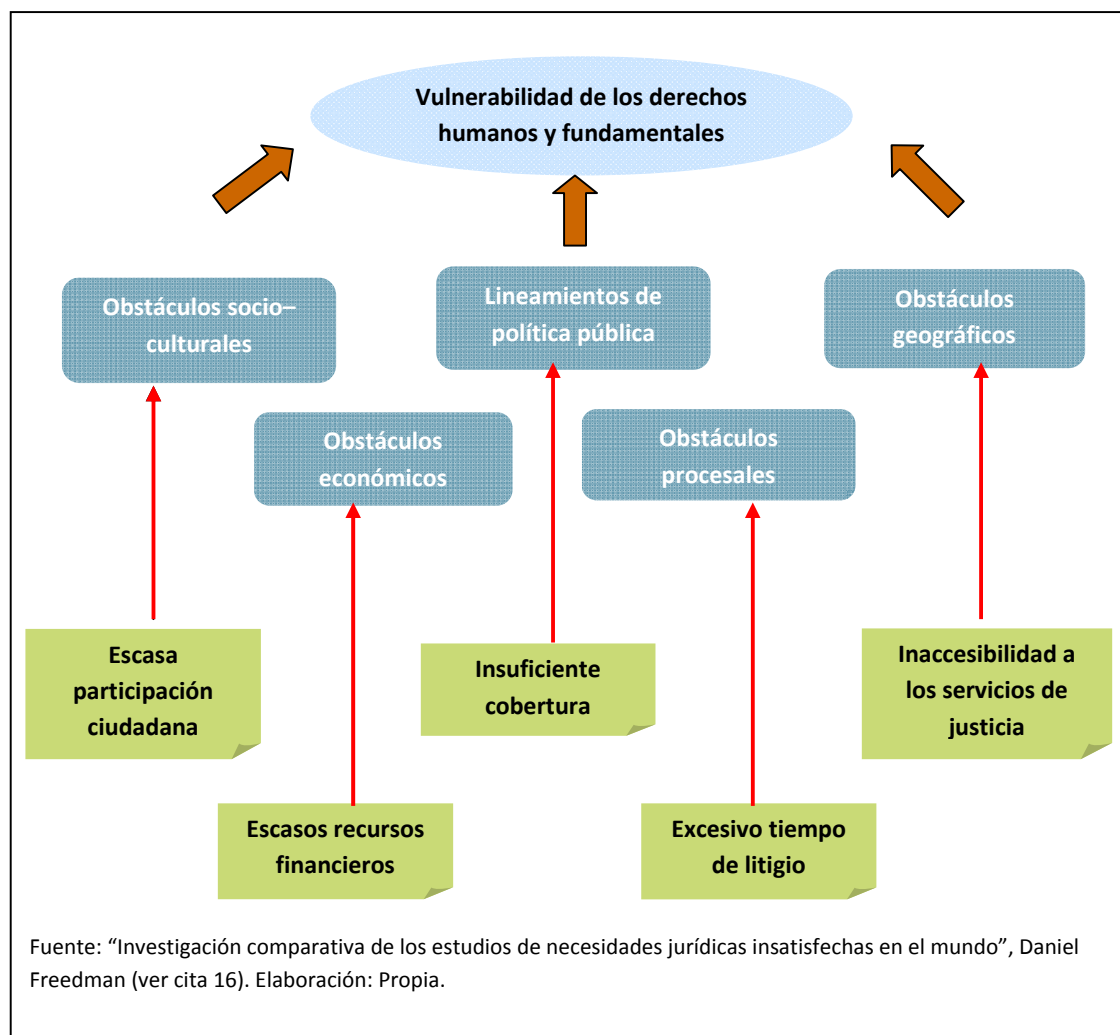 Vulnerabilidad de los derechos
humanos y fundamentales
Obstáculos socio–
culturales
Lineamientos de
política pública
Obstáculos
geográficos
Obstáculos
económicos
Obstáculos
procesales
Escasa
participación
ciudadana
Insuficiente
cobertura
Inaccesibilidad a
los servicios de
justicia
Escasos recursos
financieros
Excesivo tiempo
de litigio
Fuente: “Investigación comparativa de los estudios de necesidades jurídicas insatisfechas en el mundo”, Daniel
Freedman (ver cita 16). Elaboración: Propia.